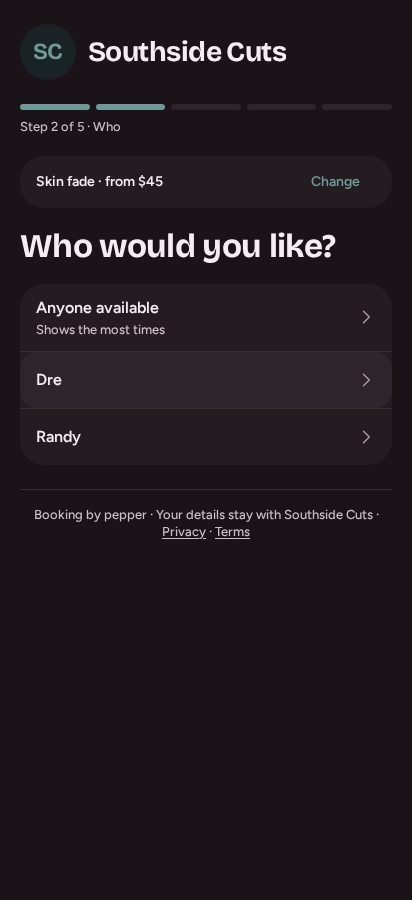 SC
Southside Cuts
Step 2 of 5 · Who
Skin fade · from $45
Change
Who would you like?
Anyone available
Shows the most times
Dre
Randy
Booking by pepper · Your details stay with Southside Cuts ·
Privacy · Terms